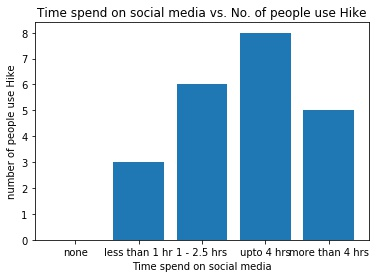 Time spend on social media vs. No. of people use Hike
number of people use Hike
8
7
6
5
4
3
2
1
0
none less than 1 hr 1 - 2.5 hrs upto 4 hrs more than 4 hrs
Time spend on social media